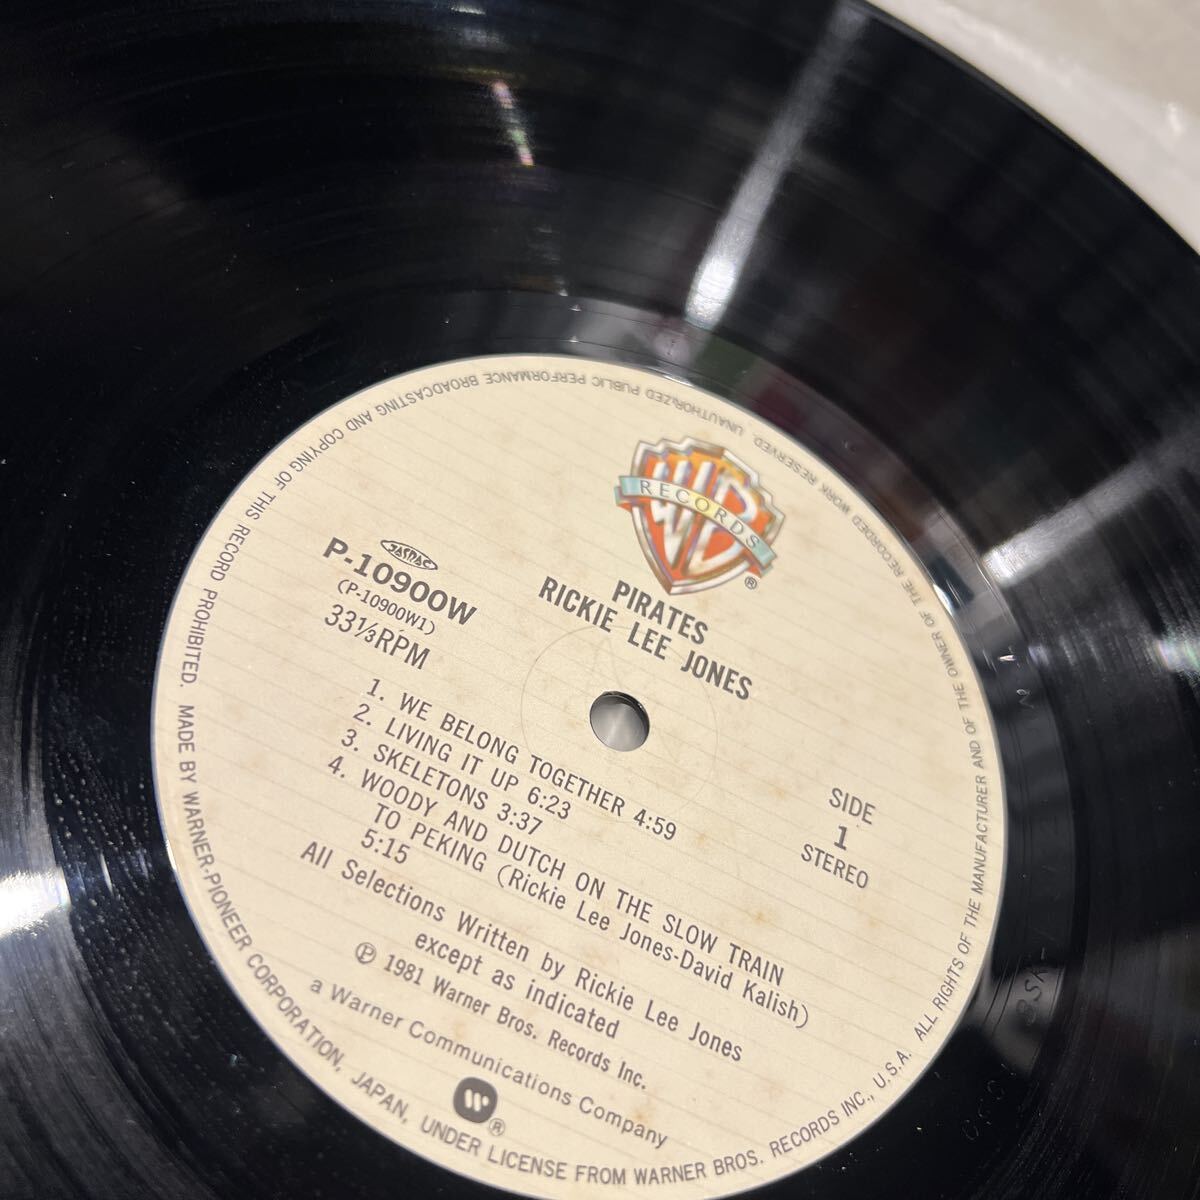 WB
RECORDS
®
PIRATES
RICKIE LEE JONES
JASRAC
P-10900W
(P-10900W1)
33 1/3 RPM
SIDE
1
STEREO
1. WE BELONG TOGETHER 4:59
2. LIVING IT UP 6:23
3. SKELETONS 3:37
4. WOODY AND DUTCH ON THE SLOW TRAIN
TO PEKING (Rickie Lee Jones-David Kalish)
5:15
All Selections Written by Rickie Lee Jones
except as indicated
℗ 1981 Warner Bros. Records Inc.
a Warner Communications Company
W®
MADE BY WARNER-PIONEER CORPORATION, JAPAN, UNDER LICENSE FROM WARNER BROS. RECORDS INC., U.S.A. ALL RIGHTS OF THE MANUFACTURER AND OF THE OWNER OF THE RECORDED WORK RESERVED. UNAUTHORIZED PUBLIC PERFORMANCE BROADCASTING AND COPYING OF THIS RECORD PROHIBITED.